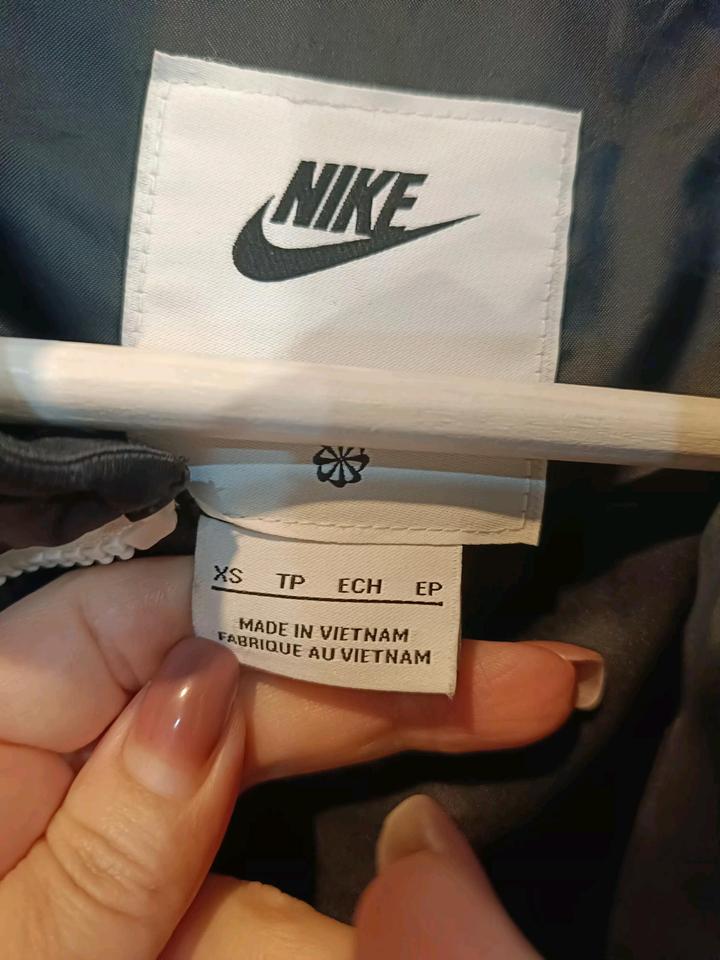 NIKE
XS TP ECH EP
MADE IN VIETNAM
FABRIQUE AU VIETNAM